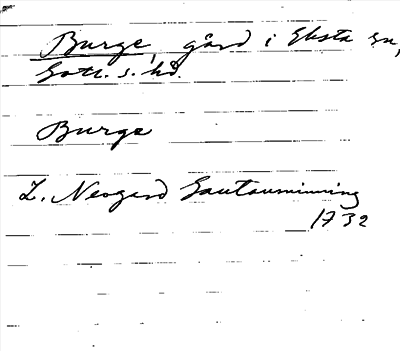 Burge, gård i Eksta sn,
Gotl. s. hd.
Burge
L. Neogard Gautauminning
1732